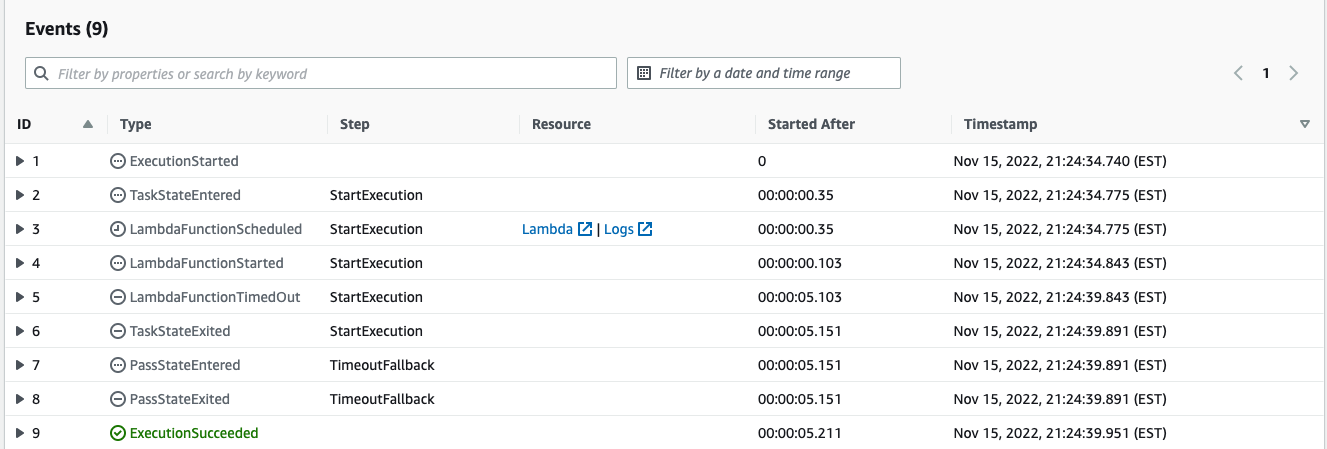 Events (9)
Filter by properties or search by keyword
Filter by a date and time range
1
ID Type Step Resource Started After Timestamp
1 ExecutionStarted 0 Nov 15, 2022, 21:24:34.740 (EST)
2 TaskStateEntered StartExecution 00:00:00.35 Nov 15, 2022, 21:24:34.775 (EST)
3 LambdaFunctionScheduled StartExecution Lambda | Logs 00:00:00.35 Nov 15, 2022, 21:24:34.775 (EST)
4 LambdaFunctionStarted StartExecution 00:00:00.103 Nov 15, 2022, 21:24:34.843 (EST)
5 LambdaFunctionTimedOut StartExecution 00:00:05.103 Nov 15, 2022, 21:24:39.843 (EST)
6 TaskStateExited StartExecution 00:00:05.151 Nov 15, 2022, 21:24:39.891 (EST)
7 PassStateEntered TimeoutFallback 00:00:05.151 Nov 15, 2022, 21:24:39.891 (EST)
8 PassStateExited TimeoutFallback 00:00:05.151 Nov 15, 2022, 21:24:39.891 (EST)
9 ExecutionSucceeded 00:00:05.211 Nov 15, 2022, 21:24:39.951 (EST)